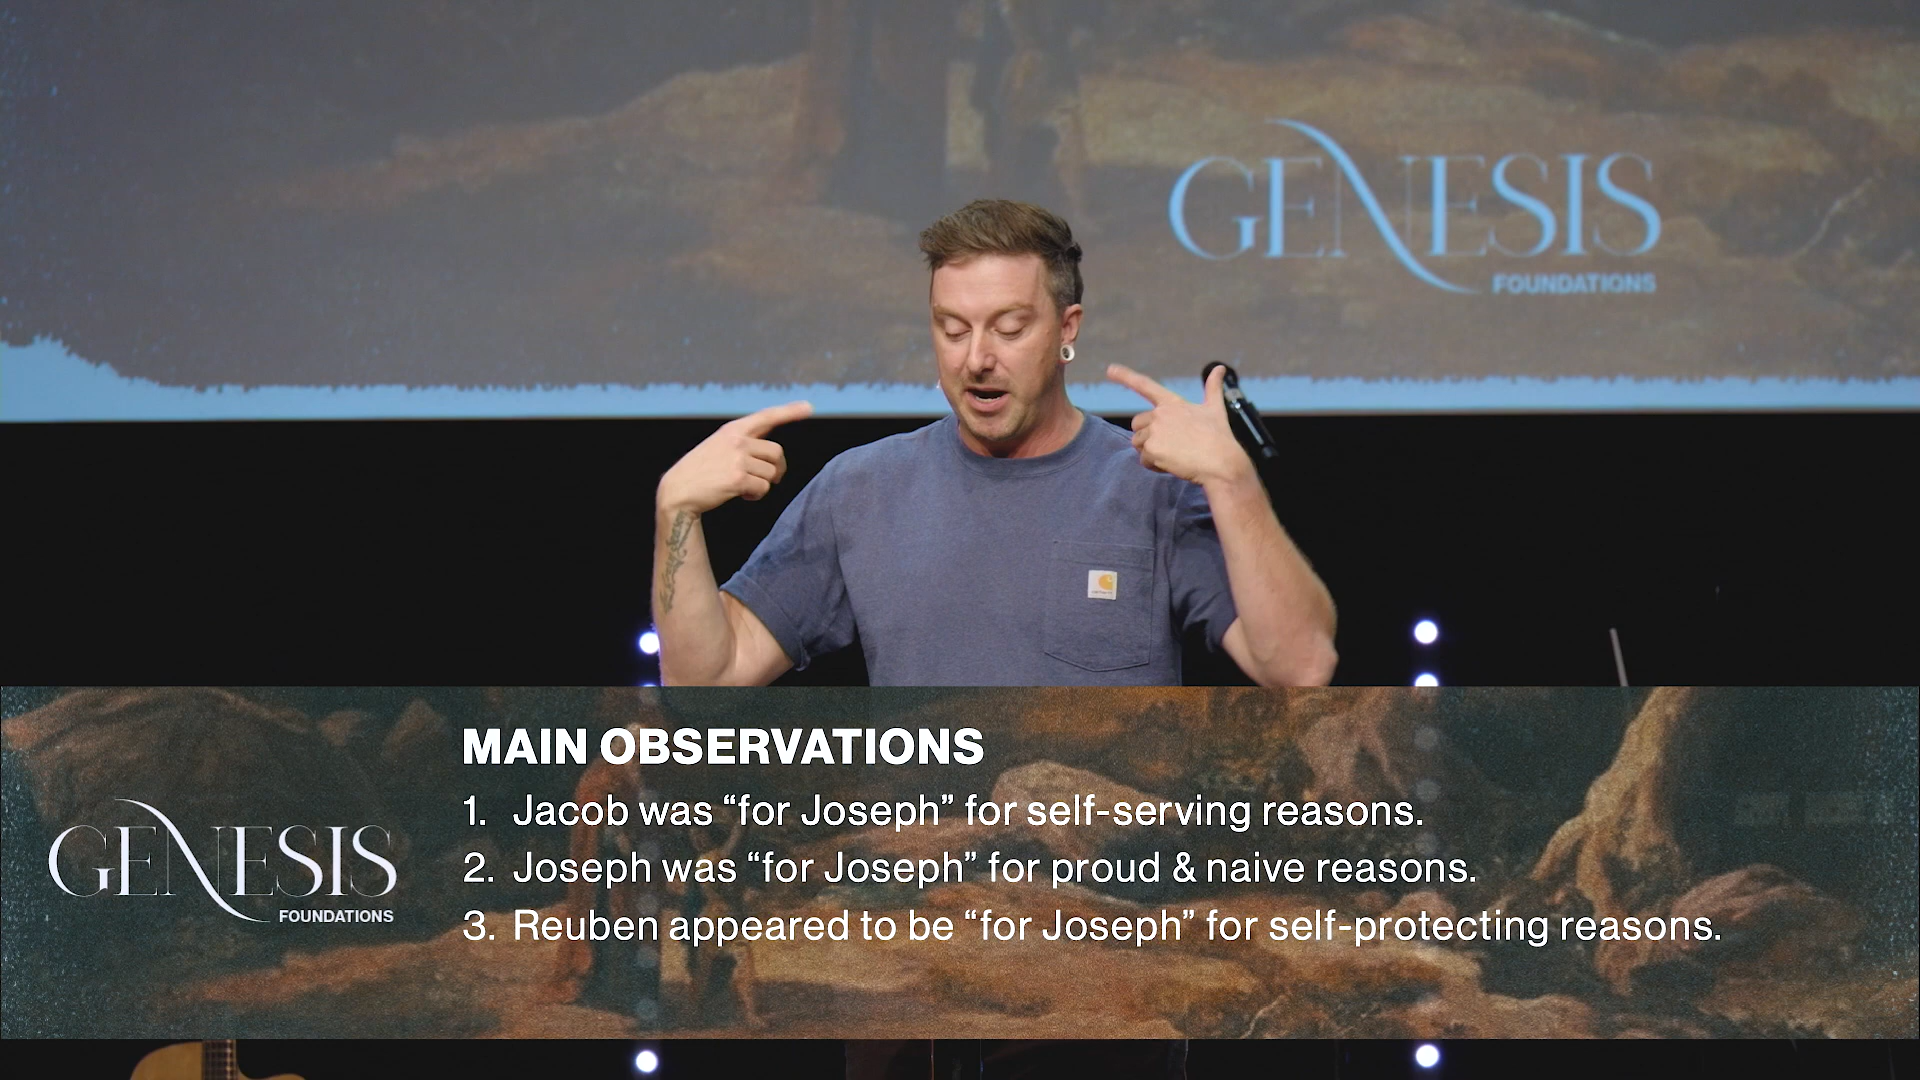 GENESIS
FOUNDATIONS
MAIN OBSERVATIONS
1. Jacob was “for Joseph” for self-serving reasons.
2. Joseph was “for Joseph” for proud & naive reasons.
3. Reuben appeared to be “for Joseph” for self-protecting reasons.
GENESIS
FOUNDATIONS